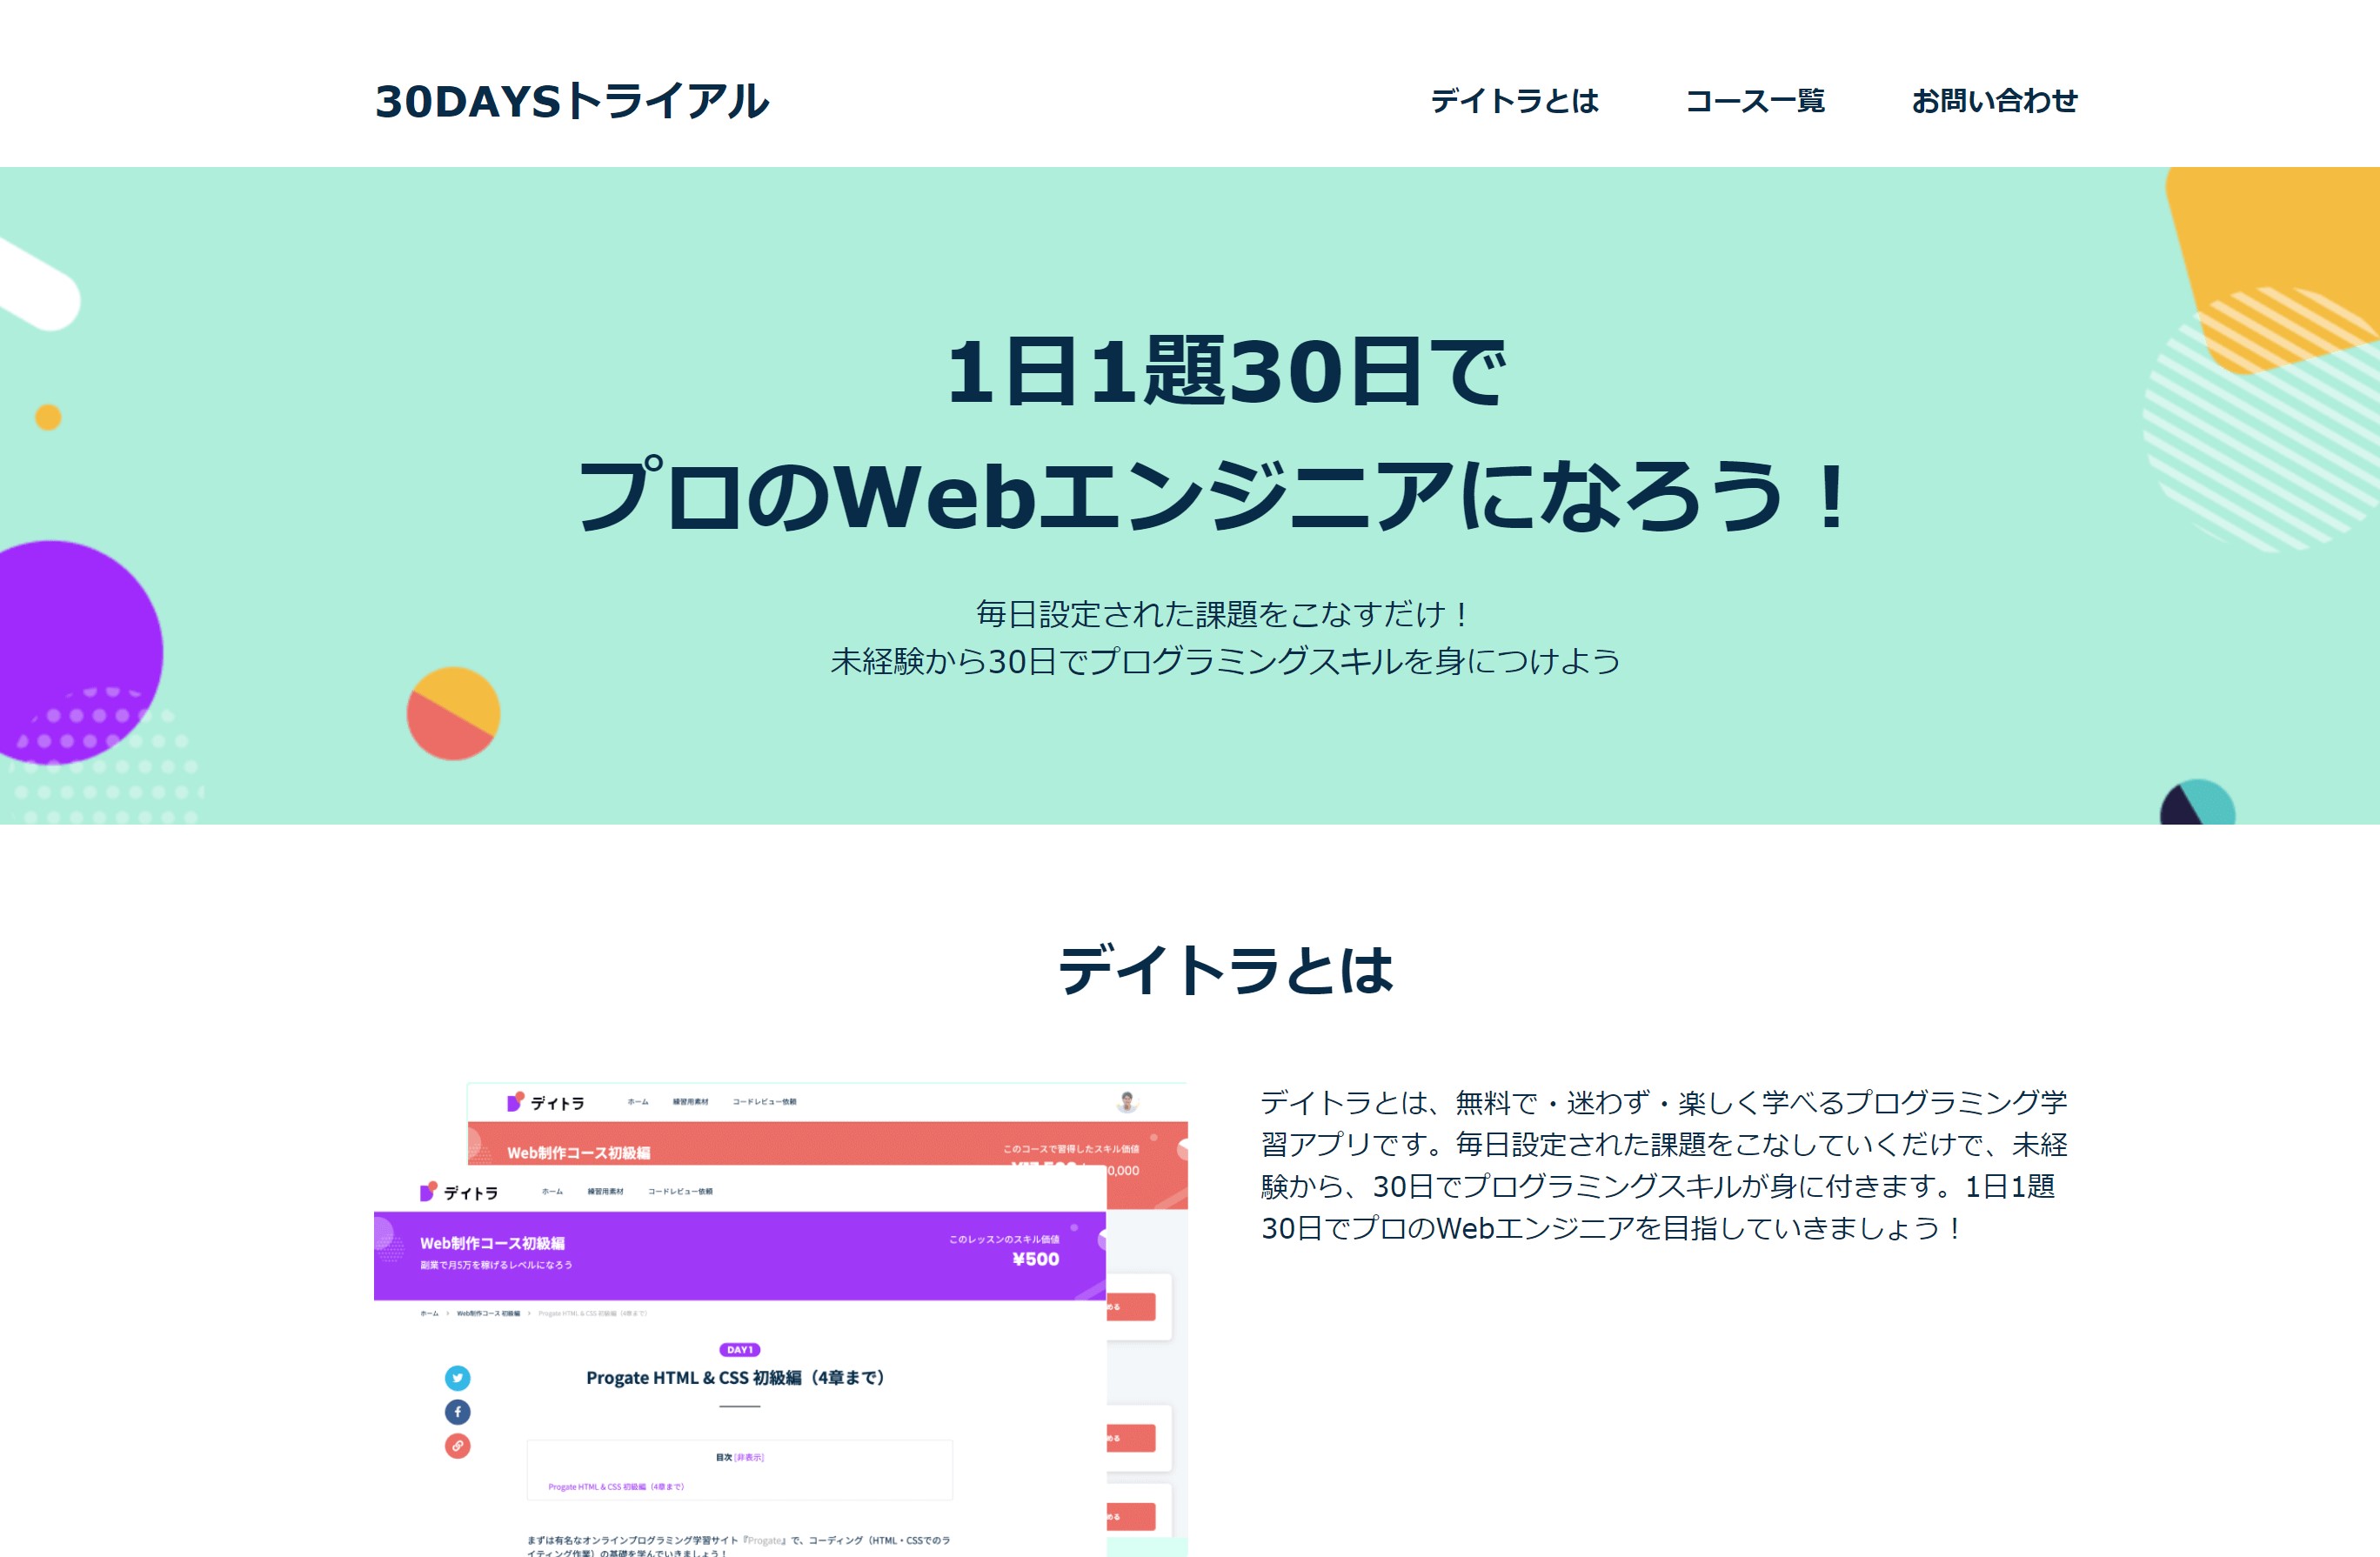 30DAYSトライアル
デイトラとは
コース一覧
お問い合わせ
1日1題30日で
プロのWebエンジニアになろう！
毎日設定された課題をこなすだけ！
未経験から30日でプログラミングスキルを身につけよう
デイトラとは
デイトラ
ホーム
練習用素材
コードレビュー依頼
Web制作コース初級編
このコースで習得したスキル価値
0,000
デイトラ
ホーム
練習用素材
コードレビュー依頼
Web制作コース初級編
副業で月5万を稼げるレベルになろう
このレッスンのスキル価値
¥500
ホーム > Web制作コース 初級編 > Progate HTML & CSS 初級編（4章まで）
DAY1
Progate HTML & CSS 初級編（4章まで）
目次 [非表示]
Progate HTML & CSS 初級編（4章まで）
まずは有名なオンラインプログラミング学習サイト『Progate』で、コーディング（HTML・CSSでのラ
イティング作業）の基礎を学んでいきましょう！
める
める
める
デイトラとは、無料で・迷わず・楽しく学べるプログラミング学
習アプリです。毎日設定された課題をこなしていくだけで、未経
験から、30日でプログラミングスキルが身に付きます。1日1題
30日でプロのWebエンジニアを目指していきましょう！